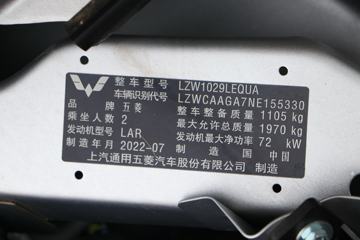 整车型号 LZW1029LEQUA
车辆识别代号 LZWCAAGA7NE155330
品牌 五菱 整车整备质量 1105 kg
乘坐人数 2 最大允许总质量 1970 kg
发动机型号 LAR 发动机最大净功率 72 kW
制造年月 2022-07 制造国 中国
上汽通用五菱汽车股份有限公司 制造